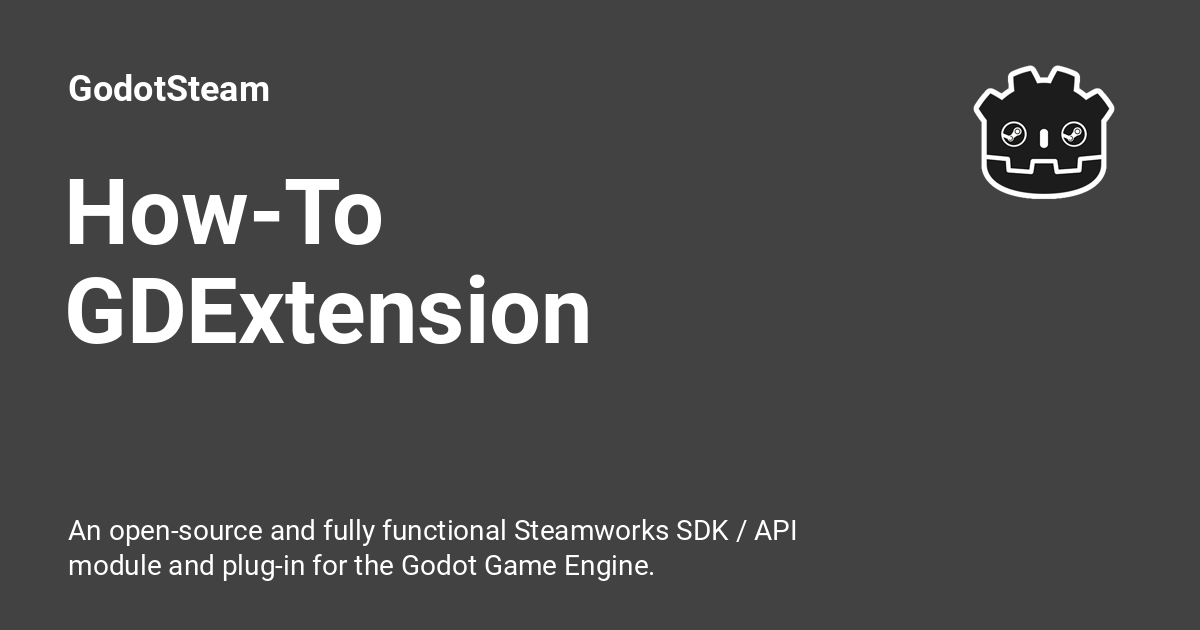 GodotSteam
How-To
GDExtension
An open-source and fully functional Steamworks SDK / API
module and plug-in for the Godot Game Engine.